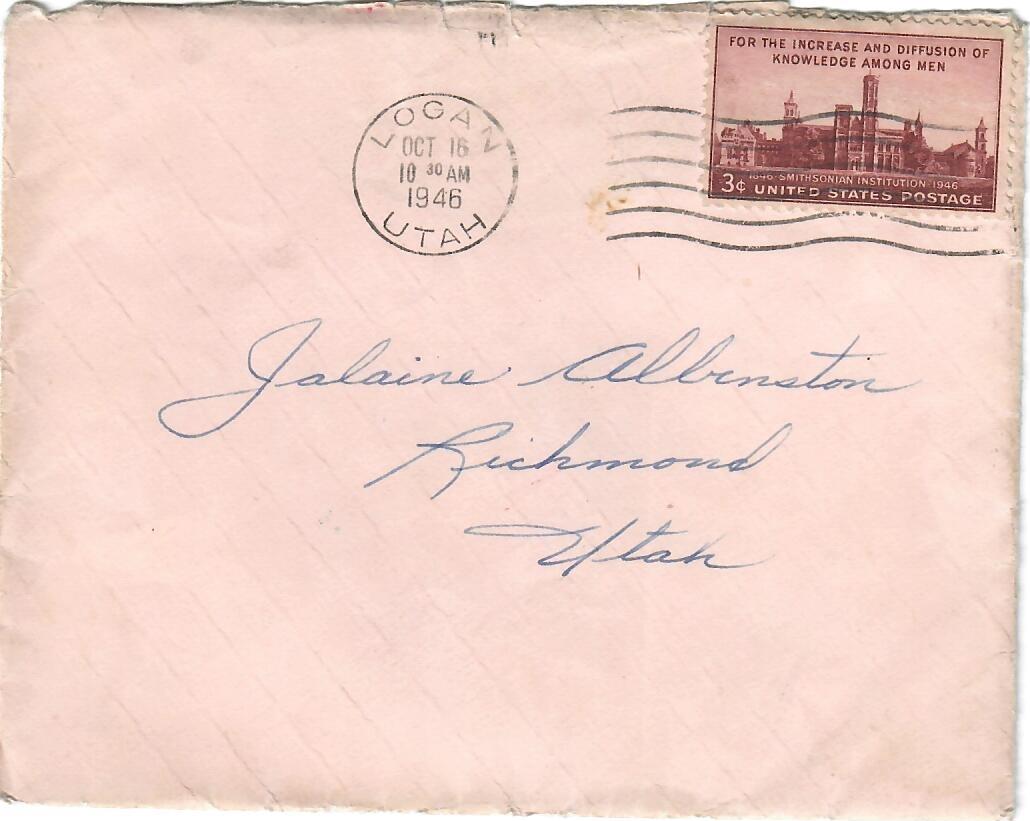 FOR THE INCREASE AND DIFFUSION OF
KNOWLEDGE AMONG MEN
1846·SMITHSONIAN INSTITUTION·1946
3¢ UNITED STATES POSTAGE
LOGAN
OCT 16
10 30 AM
1946
UTAH
Jalaine Albenston
Richmond
Utah